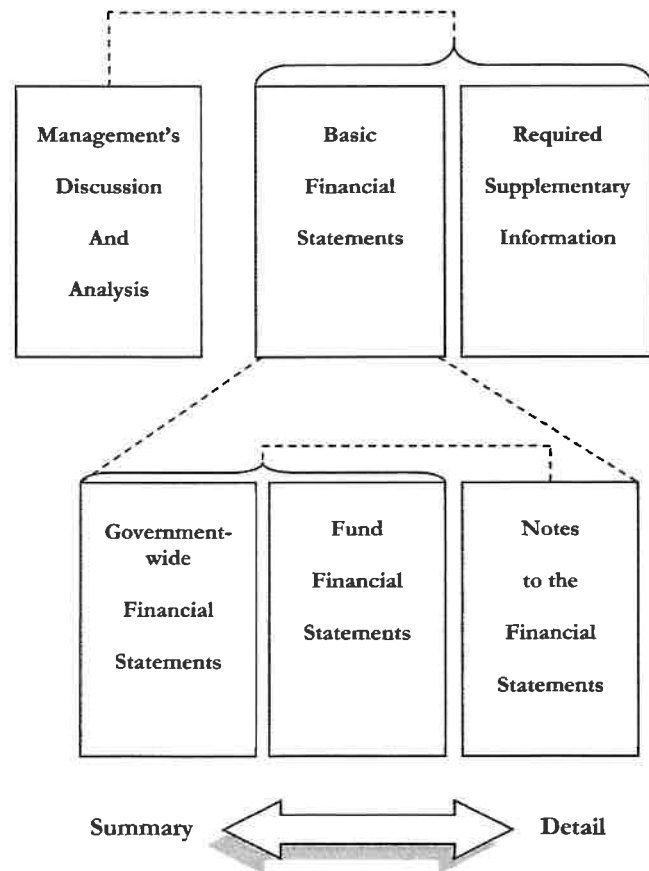 Management's
Discussion
And
Analysis
Basic
Financial
Statements
Required
Supplementary
Information
Government-
wide
Financial
Statements
Fund
Financial
Statements
Notes
to the
Financial
Statements
Summary
Detail